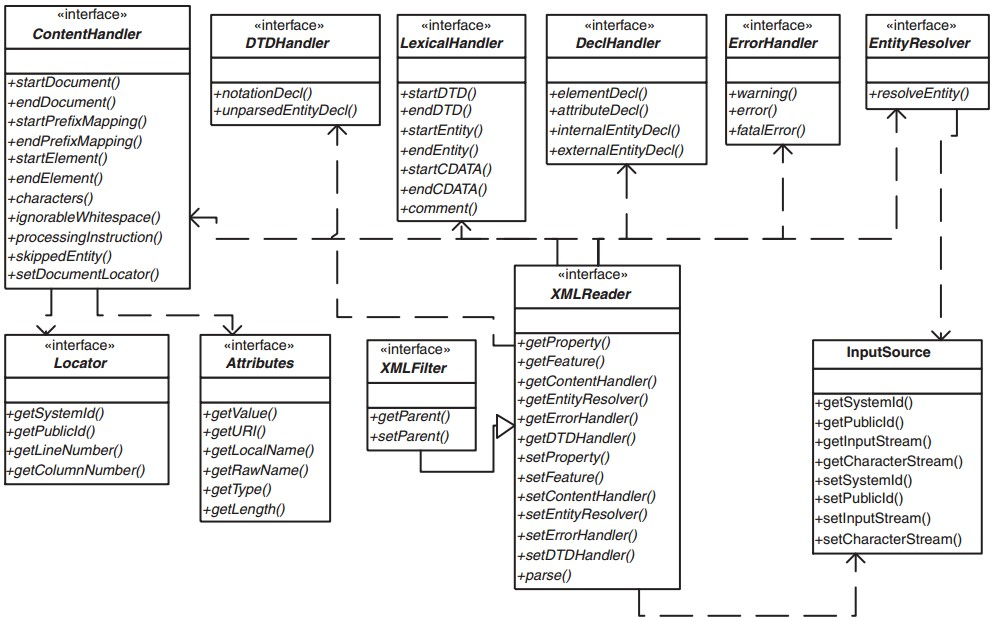 «interface»
ContentHandler
+startDocument()
+endDocument()
+startPrefixMapping()
+endPrefixMapping()
+startElement()
+endElement()
+characters()
+ignorableWhitespace()
+processingInstruction()
+skippedEntity()
+setDocumentLocator()
«interface»
DTDHandler
+notationDecl()
+unparsedEntityDecl()
«interface»
LexicalHandler
+startDTD()
+endDTD()
+startEntity()
+endEntity()
+startCDATA()
+endCDATA()
+comment()
«interface»
DeclHandler
+elementDecl()
+attributeDecl()
+internalEntityDecl()
+externalEntityDecl()
«interface»
ErrorHandler
+warning()
+error()
+fatalError()
«interface»
EntityResolver
+resolveEntity()
«interface»
Locator
+getSystemId()
+getPublicId()
+getLineNumber()
+getColumnNumber()
«interface»
Attributes
+getValue()
+getURI()
+getLocalName()
+getRawName()
+getType()
+getLength()
«interface»
XMLFilter
+getParent()
+setParent()
«interface»
XMLReader
+getProperty()
+getFeature()
+getContentHandler()
+getEntityResolver()
+getErrorHandler()
+getDTDHandler()
+setProperty()
+setFeature()
+setContentHandler()
+setEntityResolver()
+setErrorHandler()
+setDTDHandler()
+parse()
InputSource
+getSystemId()
+getPublicId()
+getInputStream()
+getCharacterStream()
+setSystemId()
+setPublicId()
+setInputStream()
+setCharacterStream()